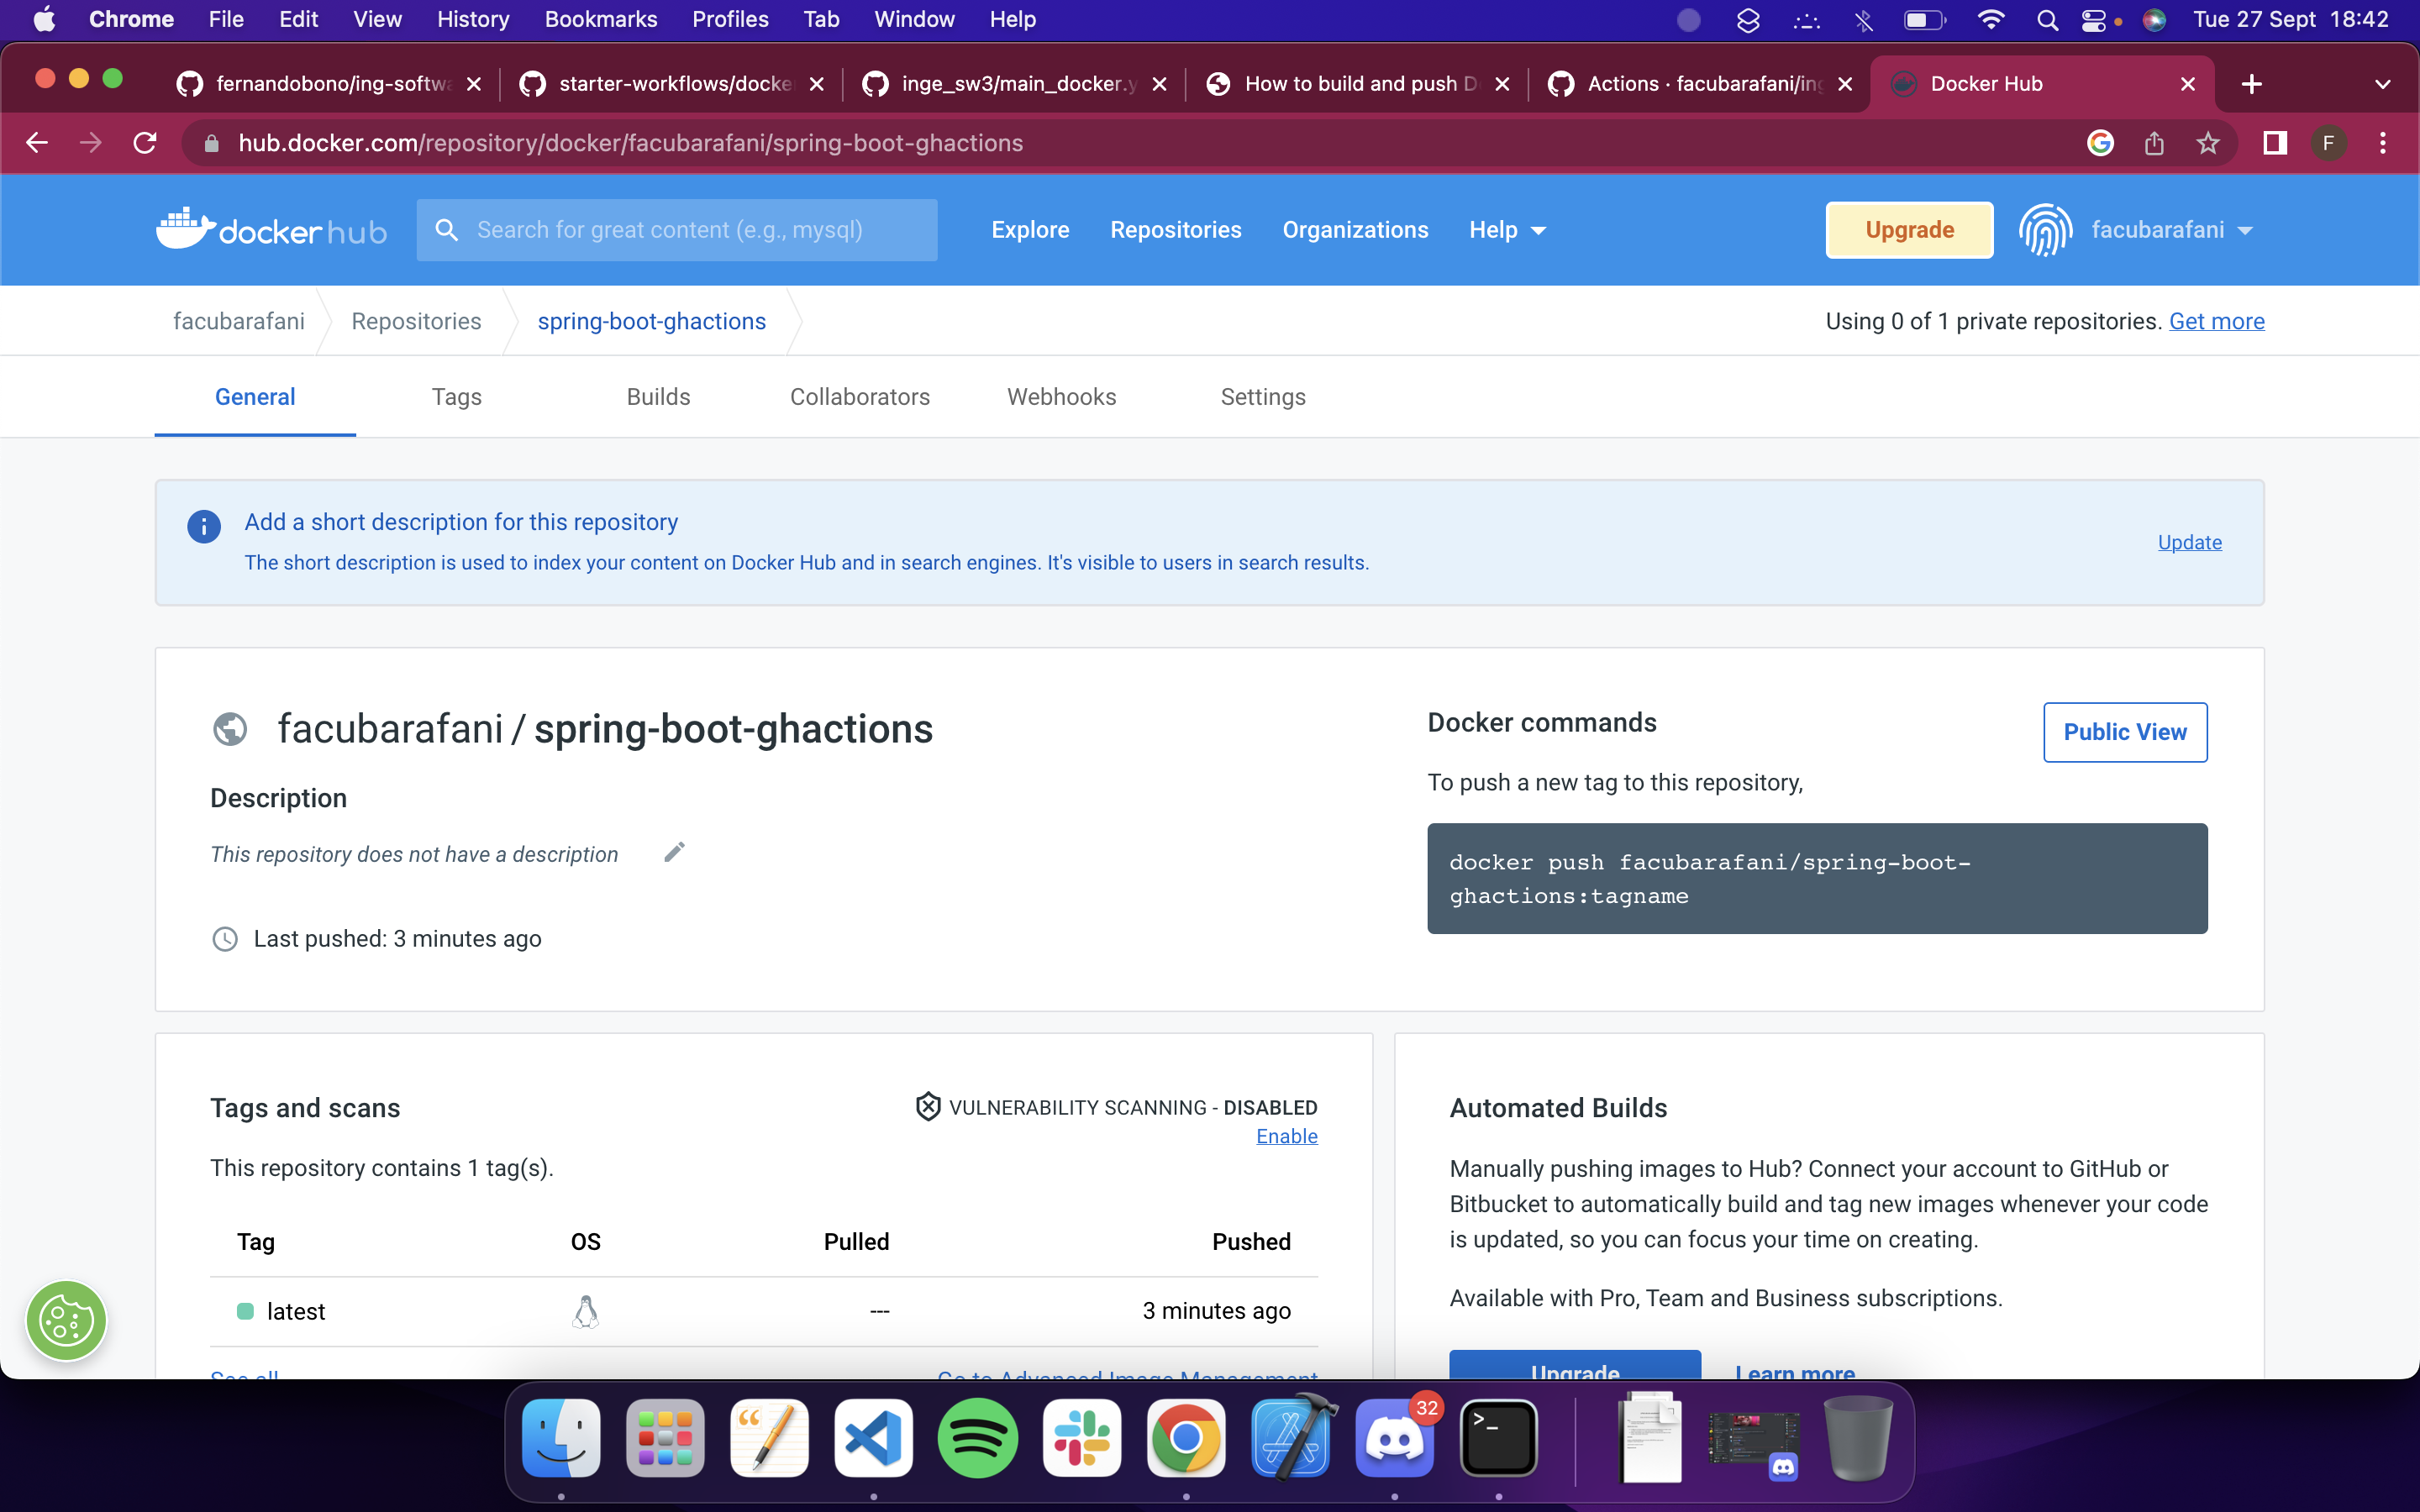 Chrome File Edit View History Bookmarks Profiles Tab Window Help Tue 27 Sept 18:42
fernandobono/ing-softwa starter-workflows/docke inge_sw3/main_docker.y How to build and push D Actions · facubarafani/ing Docker Hub
hub.docker.com/repository/docker/facubarafani/spring-boot-ghactions F
docker hub Search for great content (e.g., mysql) Explore Repositories Organizations Help Upgrade facubarafani
facubarafani Repositories spring-boot-ghactions Using 0 of 1 private repositories. Get more
General Tags Builds Collaborators Webhooks Settings
Add a short description for this repository
The short description is used to index your content on Docker Hub and in search engines. It's visible to users in search results.
Update
facubarafani / spring-boot-ghactions
Description
This repository does not have a description
Last pushed: 3 minutes ago
Docker commands
Public View
To push a new tag to this repository,
docker push facubarafani/spring-boot-
ghactions:tagname
Tags and scans
VULNERABILITY SCANNING - DISABLED
Enable
This repository contains 1 tag(s).
Tag OS Pulled Pushed
latest --- 3 minutes ago
See all Go to Advanced Image Management
Automated Builds
Manually pushing images to Hub? Connect your account to GitHub or
Bitbucket to automatically build and tag new images whenever your code
is updated, so you can focus your time on creating.
Available with Pro, Team and Business subscriptions.
Upgrade Learn more
32